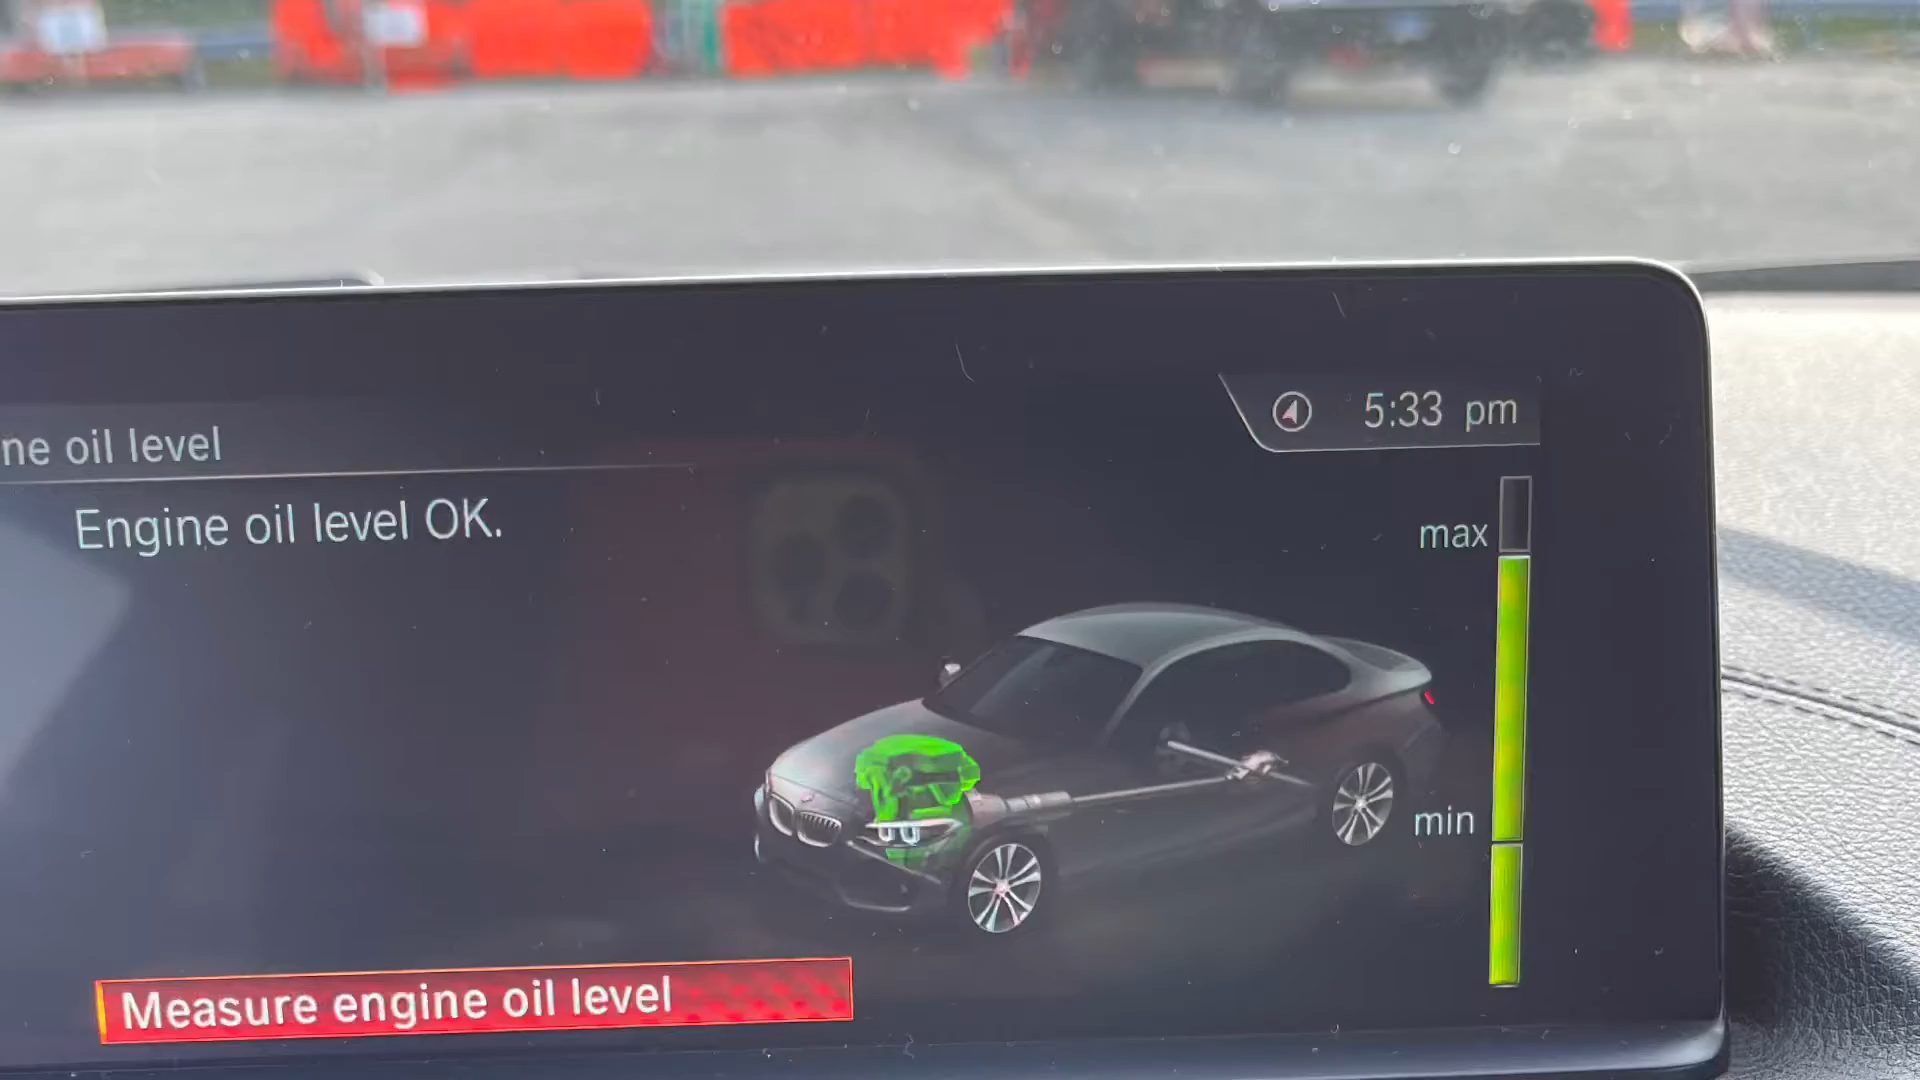 5:33 pm
ne oil level
Engine oil level OK.
max
min
Measure engine oil level